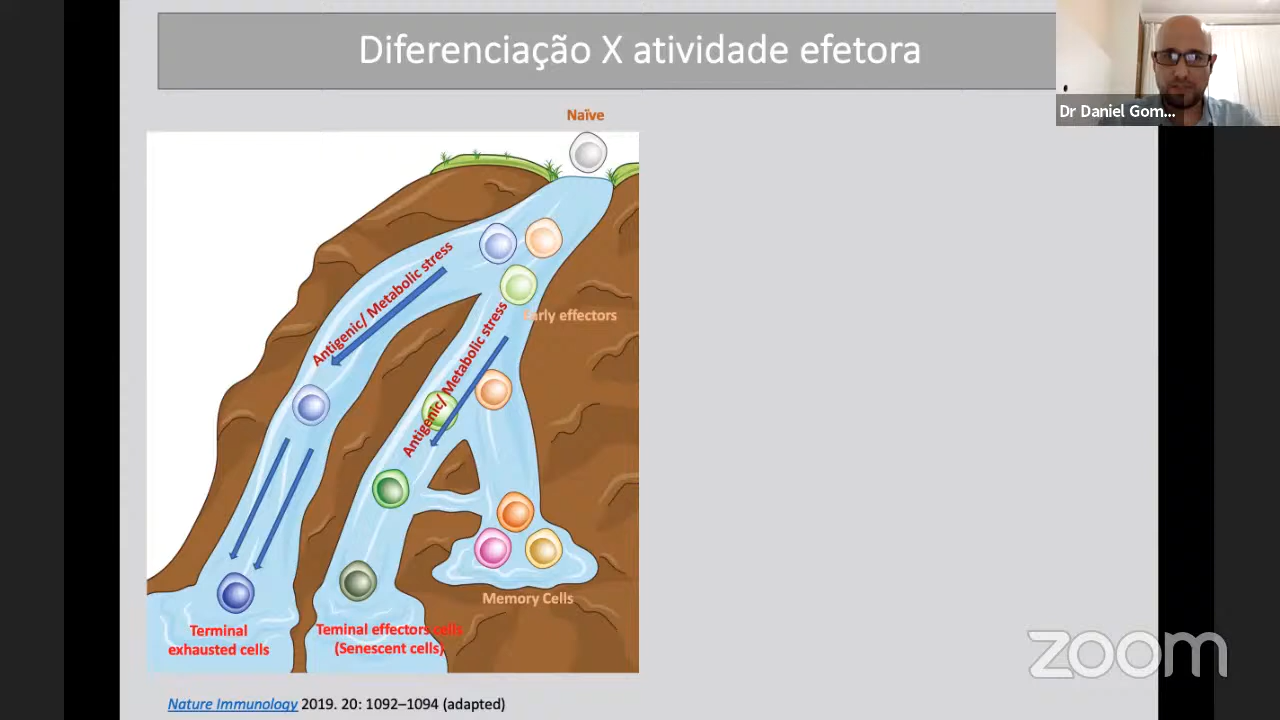 Diferenciação X atividade efetora
Dr Daniel Gom...
Naïve
Antigenic/ Metabolic stress
Early effectors
Antigenic/ Metabolic stress
Memory Cells
Terminal
exhausted cells
Teminal effectors cells
(Senescent cells)
Nature Immunology 2019. 20: 1092–1094 (adapted)
zoom